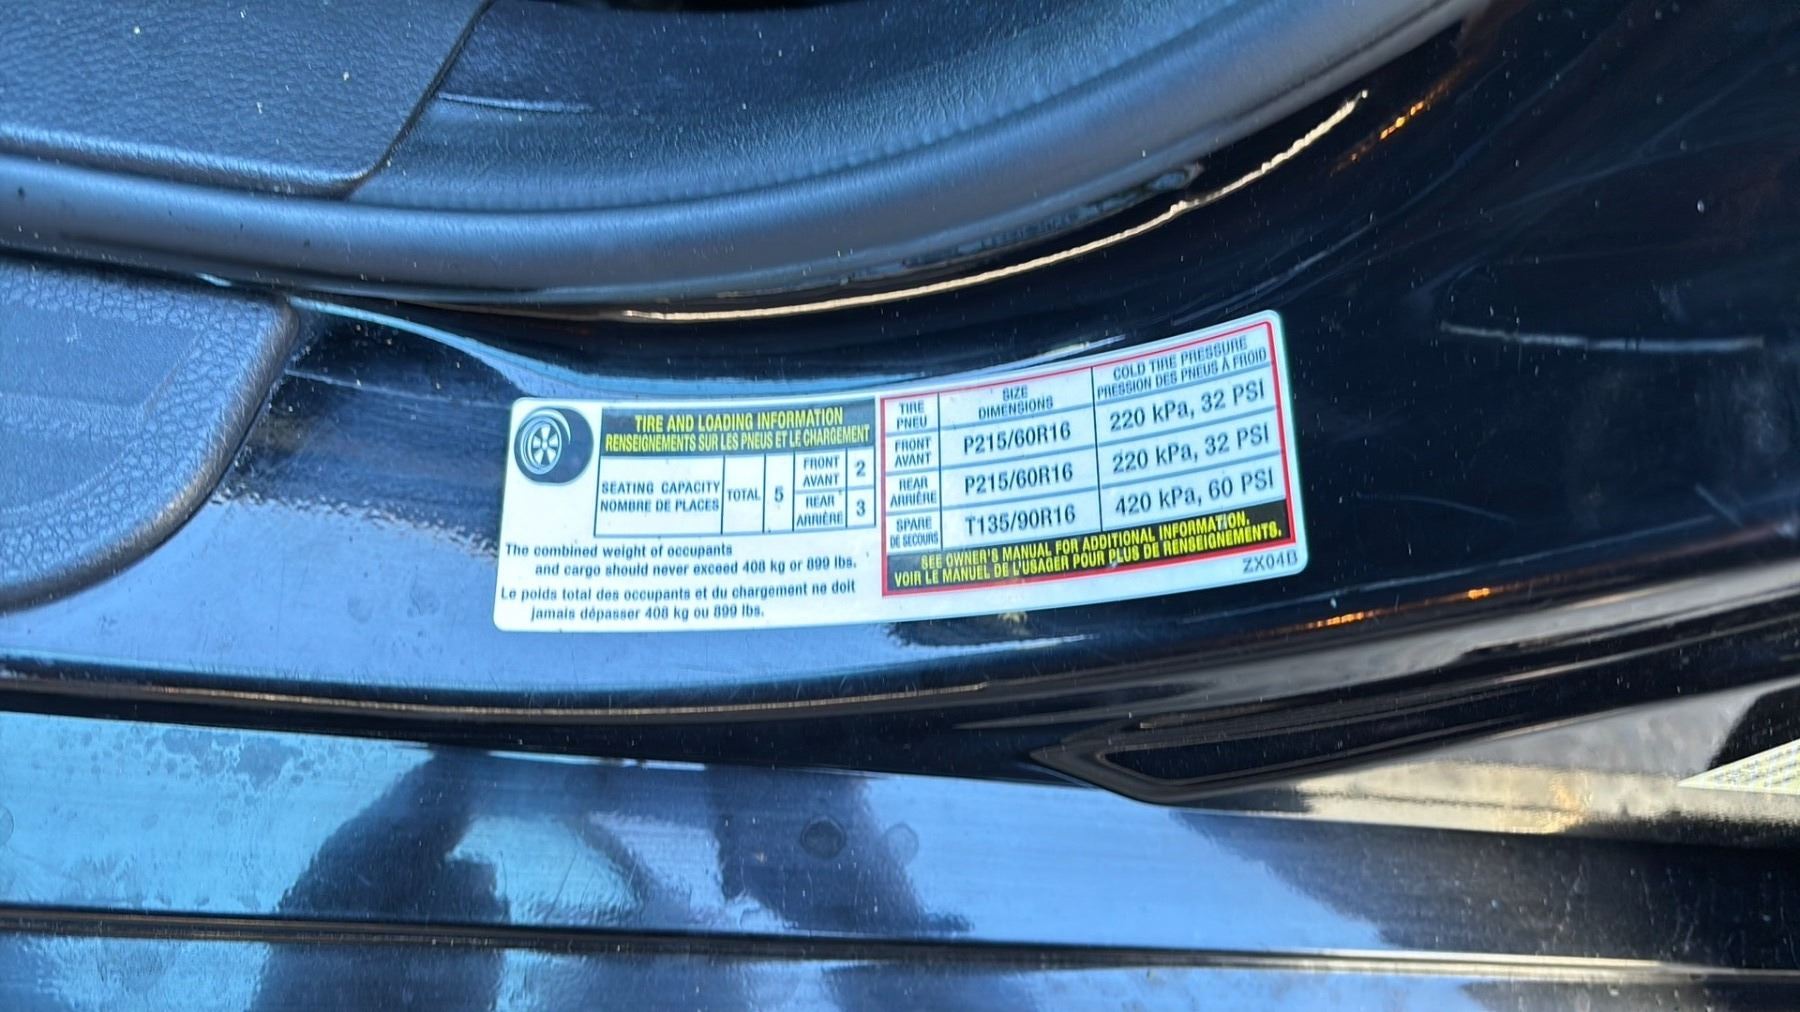 TIRE AND LOADING INFORMATION
RENSEIGNEMENTS SUR LES PNEUS ET LE CHARGEMENT
SEATING CAPACITY
NOMBRE DE PLACES
TOTAL
5
FRONT
AVANT
2
REAR
ARRIÈRE
3
The combined weight of occupants
and cargo should never exceed 408 kg or 899 lbs.
Le poids total des occupants et du chargement ne doit
jamais dépasser 408 kg ou 899 lbs.
TIRE
PNEU
SIZE
DIMENSIONS
COLD TIRE PRESSURE
PRESSION DES PNEUS À FROID
FRONT
AVANT
P215/60R16
220 kPa, 32 PSI
REAR
ARRIÈRE
P215/60R16
220 kPa, 32 PSI
SPARE
DE SECOURS
T135/90R16
420 kPa, 60 PSI
SEE OWNER'S MANUAL FOR ADDITIONAL INFORMATION.
VOIR LE MANUEL DE L'USAGER POUR PLUS DE RENSEIGNEMENTS.
ZX04B